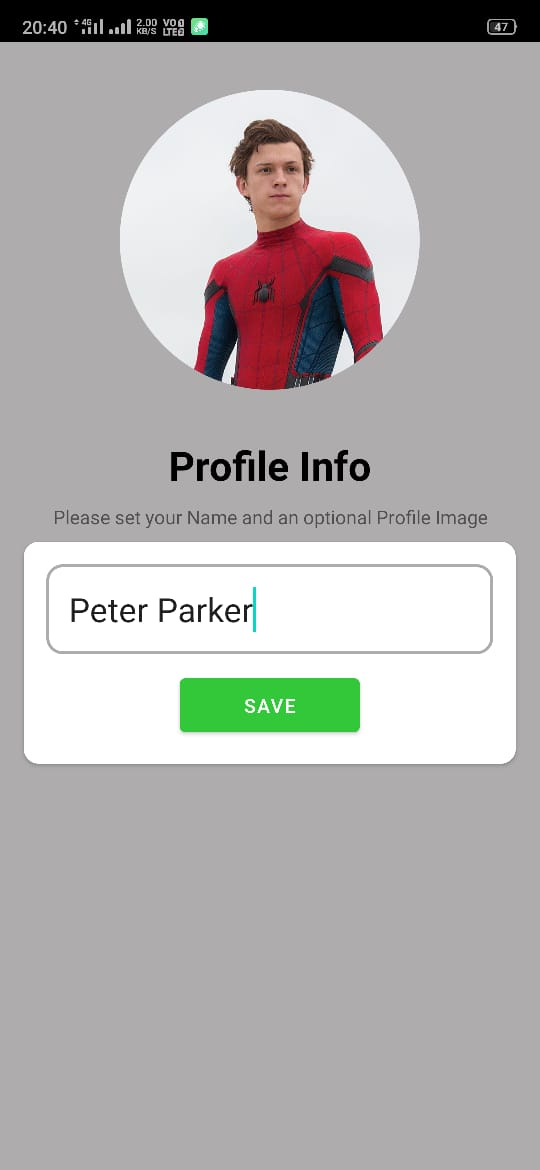 20:40 4G 2.00 KB/S VO LTE 47
Profile Info
Please set your Name and an optional Profile Image
Peter Parker
SAVE